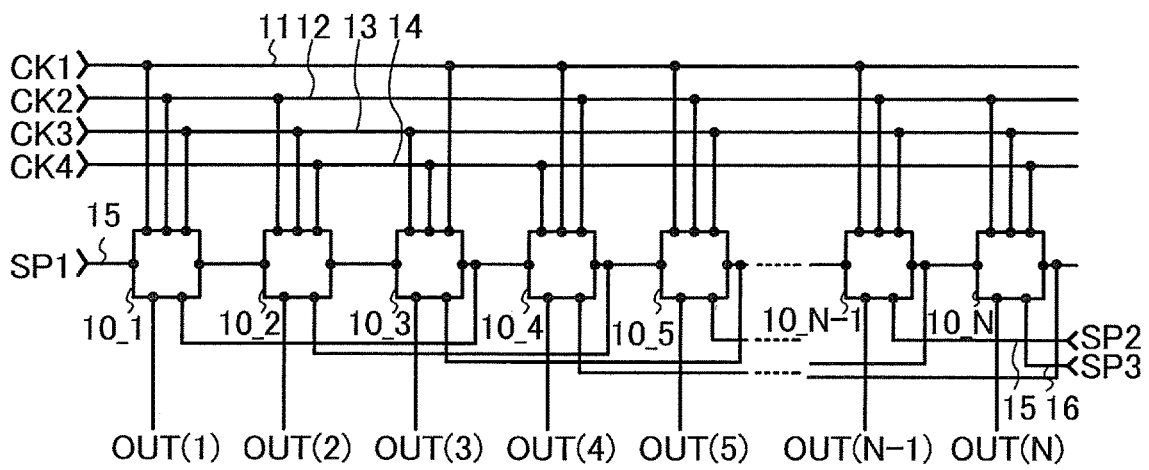 11 12 13 14
CK1
CK2
CK3
CK4
15
SP1
10_1 10_2 10_3 10_4 10_5 10_N-1 10_N
SP2
SP3
15 16
OUT(1) OUT(2) OUT(3) OUT(4) OUT(5) OUT(N-1) OUT(N)